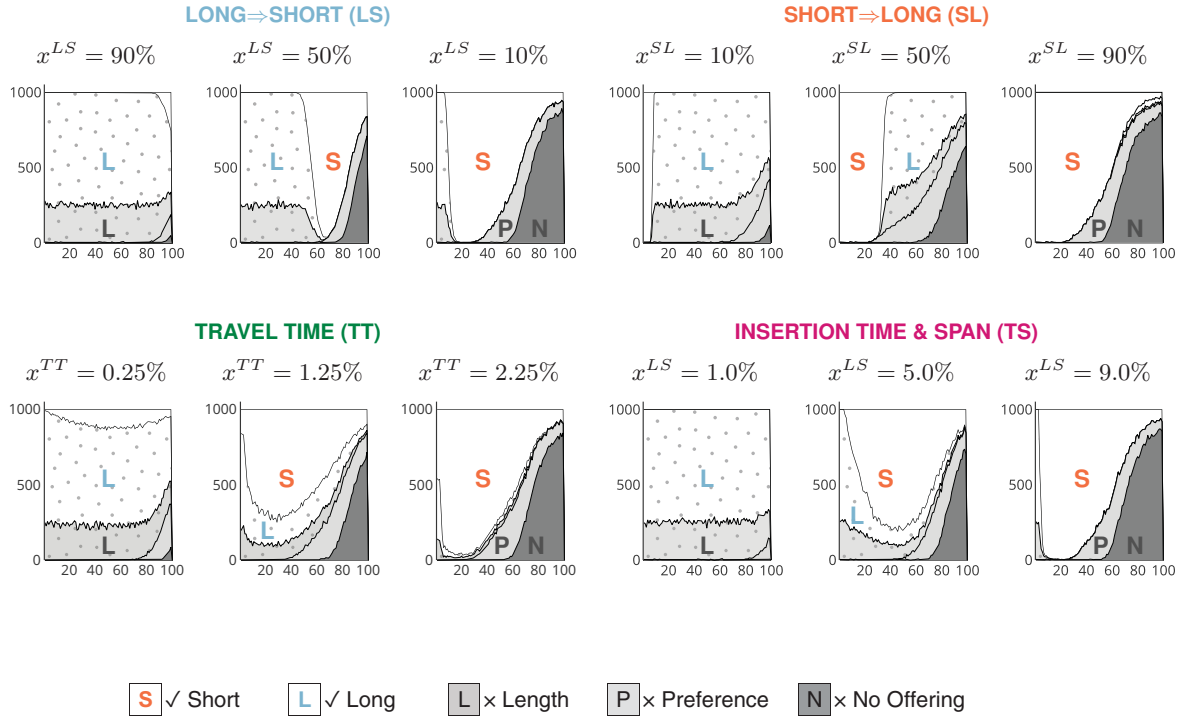 LONG⇒SHORT (LS)
SHORT⇒LONG (SL)
x^LS = 90%
x^LS = 50%
x^LS = 10%
x^SL = 10%
x^SL = 50%
x^SL = 90%
1000
500
0
L
L
20 40 60 80 100
1000
500
0
L
S
20 40 60 80 100
1000
500
0
S
P
N
20 40 60 80 100
1000
500
0
L
L
20 40 60 80 100
1000
500
0
S
L
20 40 60 80 100
1000
500
0
S
P
N
20 40 60 80 100
TRAVEL TIME (TT)
INSERTION TIME & SPAN (TS)
x^TT = 0.25%
x^TT = 1.25%
x^TT = 2.25%
x^LS = 1.0%
x^LS = 5.0%
x^LS = 9.0%
1000
500
0
L
L
20 40 60 80 100
1000
500
0
S
L
20 40 60 80 100
1000
500
0
S
P
N
20 40 60 80 100
1000
500
0
L
L
20 40 60 80 100
1000
500
0
S
L
20 40 60 80 100
1000
500
0
S
P
N
20 40 60 80 100
S ✓ Short L ✓ Long L × Length P × Preference N × No Offering